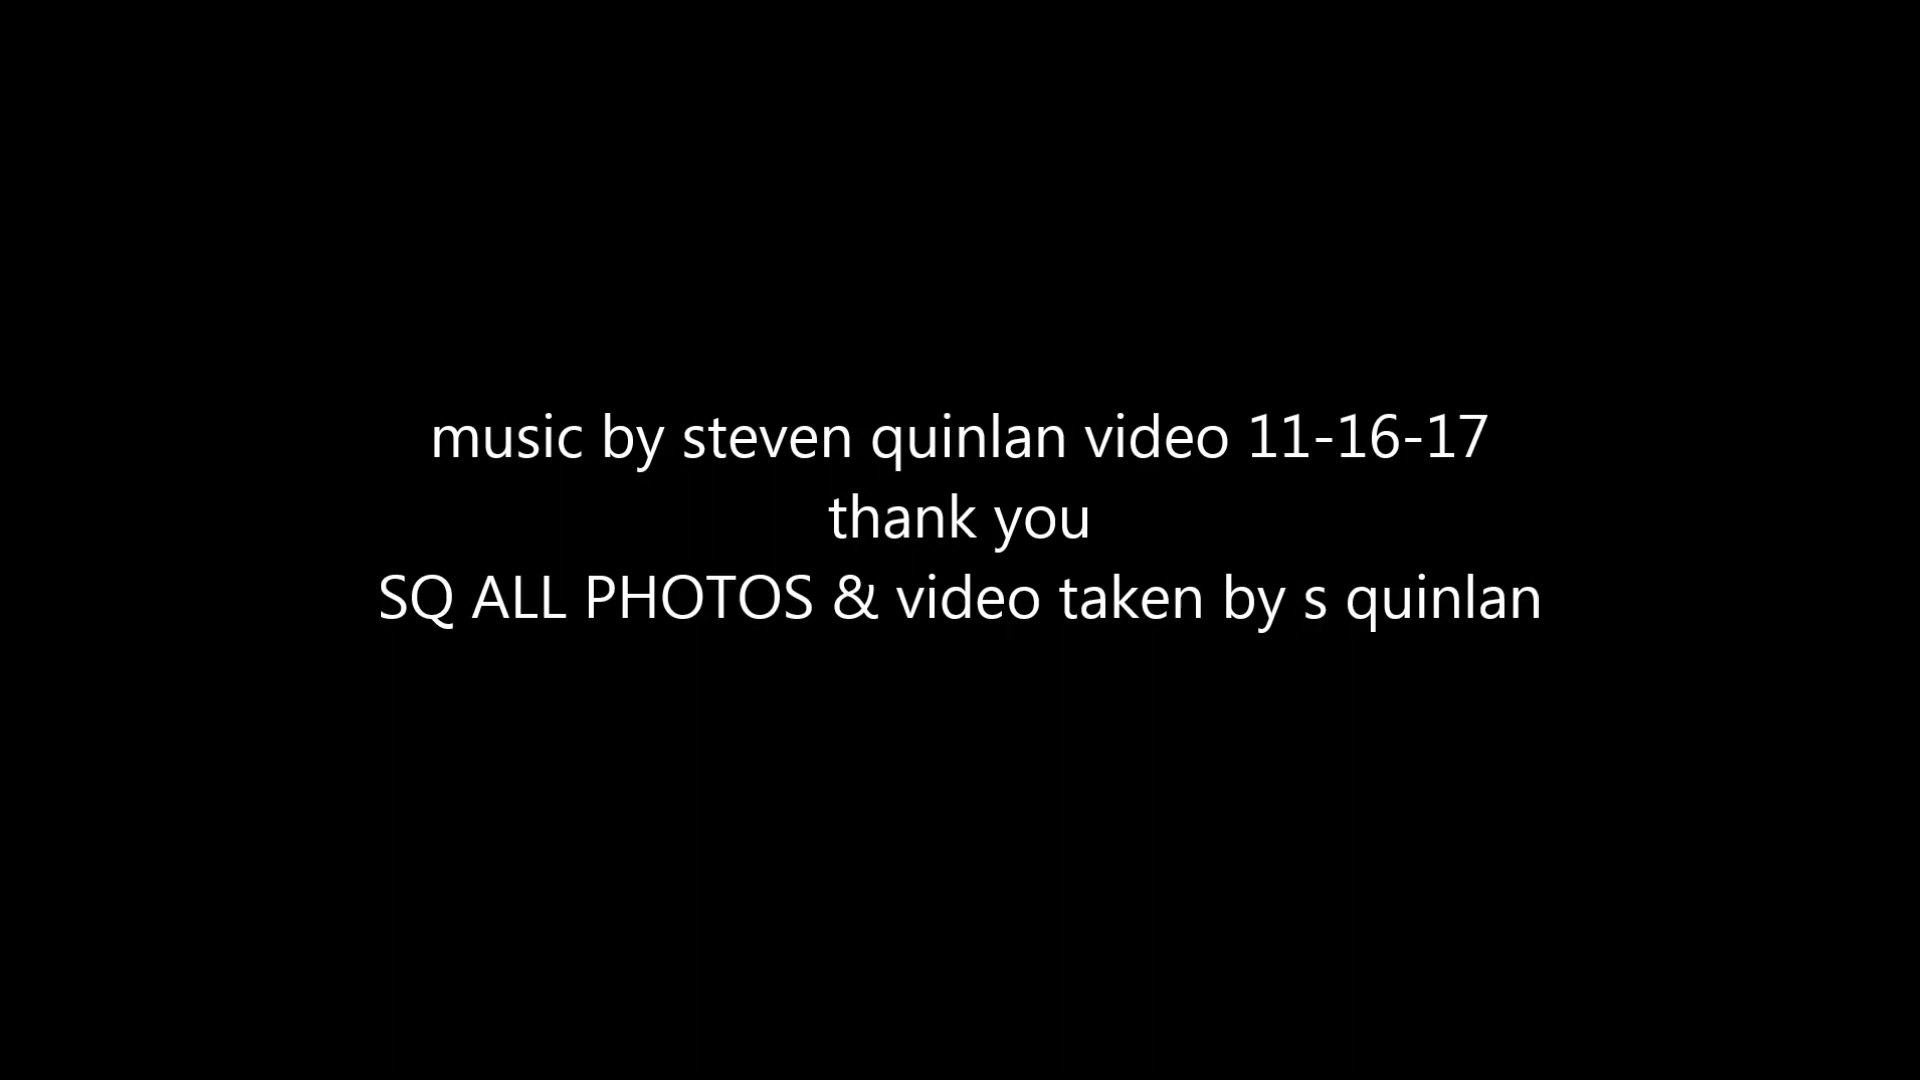 music by steven quinlan video 11-16-17
thank you
SQ ALL PHOTOS & video taken by s quinlan